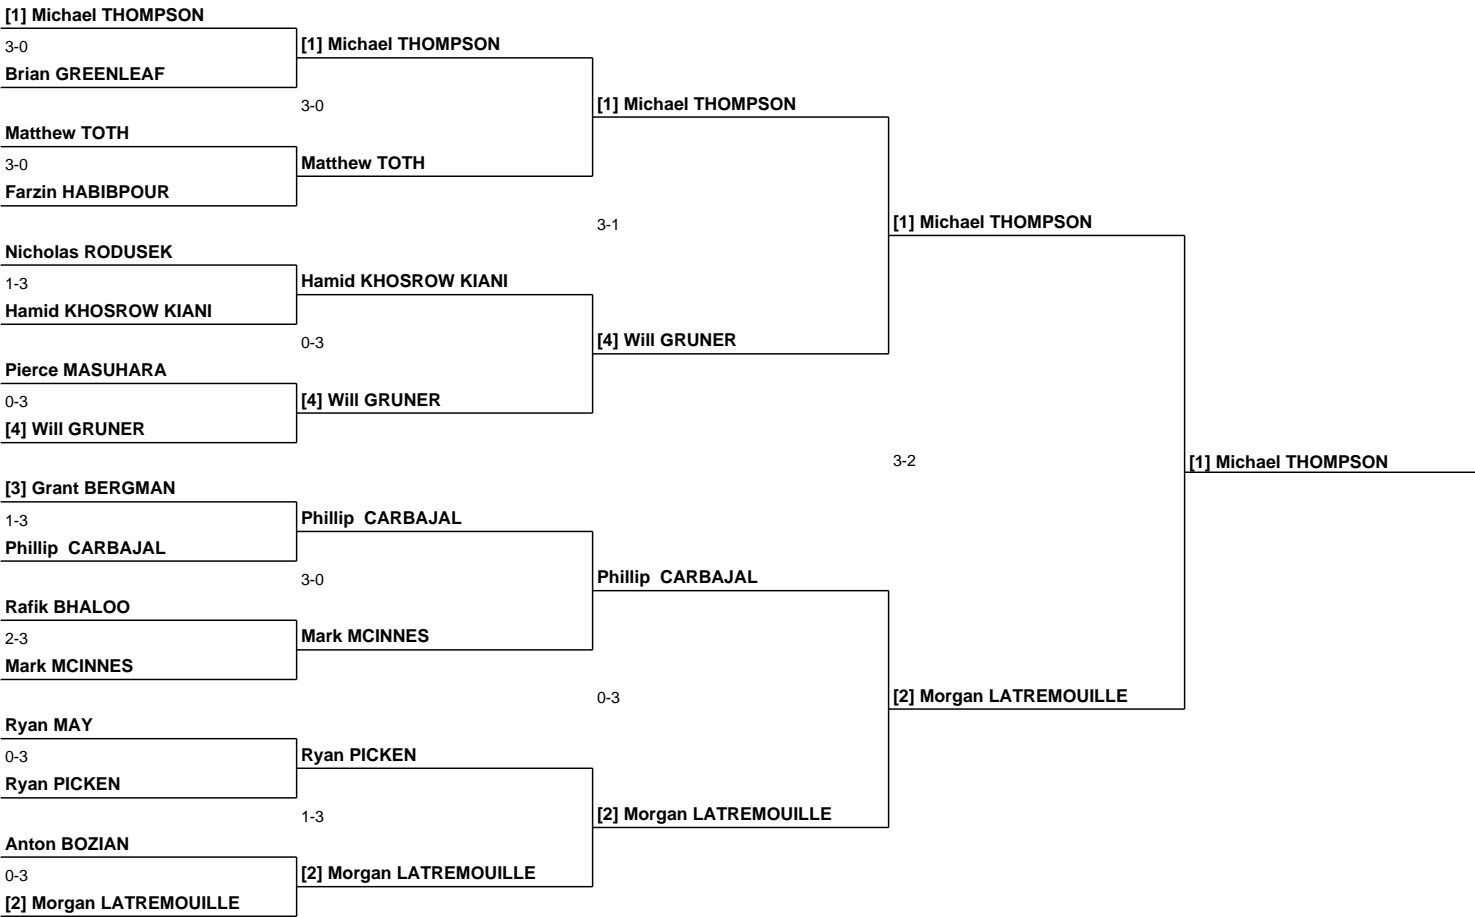 [1] Michael THOMPSON
3-0
Brian GREENLEAF
Matthew TOTH
3-0
Farzin HABIBPOUR
Nicholas RODUSEK
1-3
Hamid KHOSROW KIANI
Pierce MASUHARA
0-3
[4] Will GRUNER
[3] Grant BERGMAN
1-3
Phillip  CARBAJAL
Rafik BHALOO
2-3
Mark MCINNES
Ryan MAY
0-3
Ryan PICKEN
Anton BOZIAN
0-3
[2] Morgan LATREMOUILLE
[1] Michael THOMPSON
3-0
Matthew TOTH
Hamid KHOSROW KIANI
0-3
[4] Will GRUNER
Phillip  CARBAJAL
3-0
Mark MCINNES
Ryan PICKEN
1-3
[2] Morgan LATREMOUILLE
[1] Michael THOMPSON
3-1
[4] Will GRUNER
Phillip  CARBAJAL
0-3
[2] Morgan LATREMOUILLE
[1] Michael THOMPSON
3-2
[2] Morgan LATREMOUILLE
[1] Michael THOMPSON